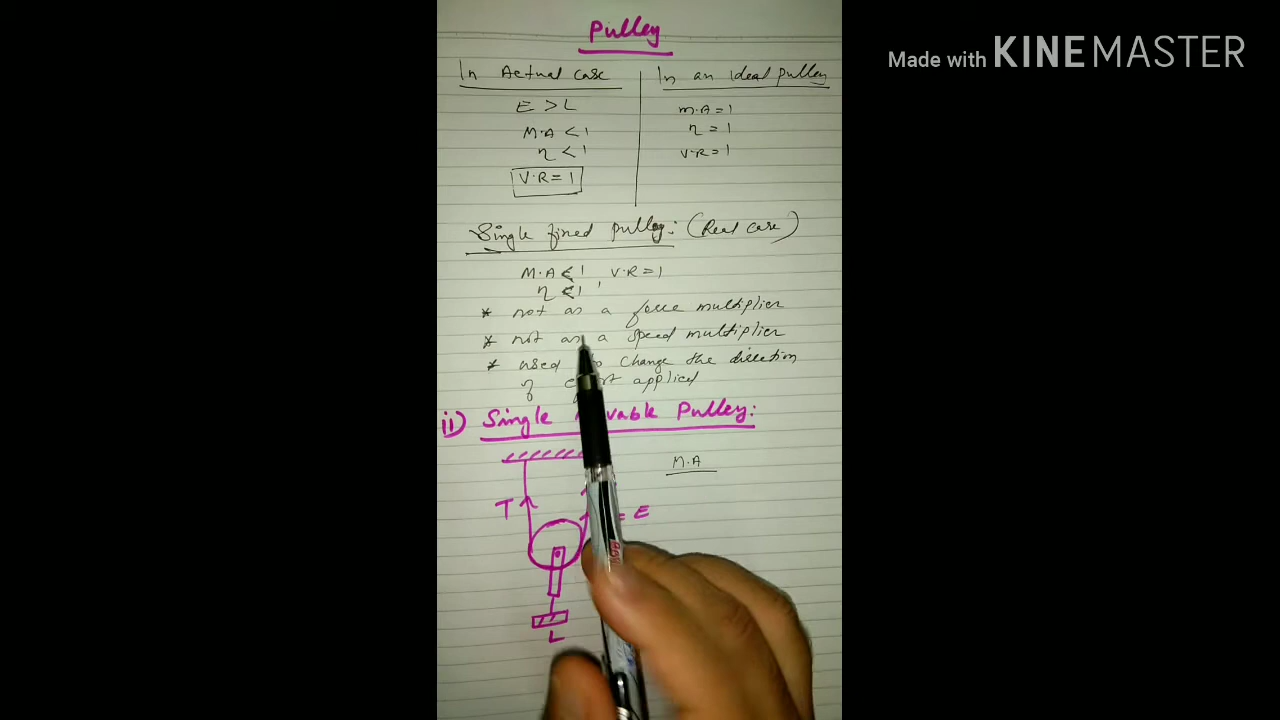 Made with KINEMASTER
Pulley
In Actual case
E > L
M.A < 1
η < 1
V.R = 1
In an ideal pulley
M.A = 1
η = 1
V.R = 1
Single fixed pulley: (Real case)
M.A < 1 V.R = 1
η < 1
* not as a force multiplier
* not as a speed multiplier
* used to change the direction
of applied
ii) Single Pulley:
M.A
T
= E
L